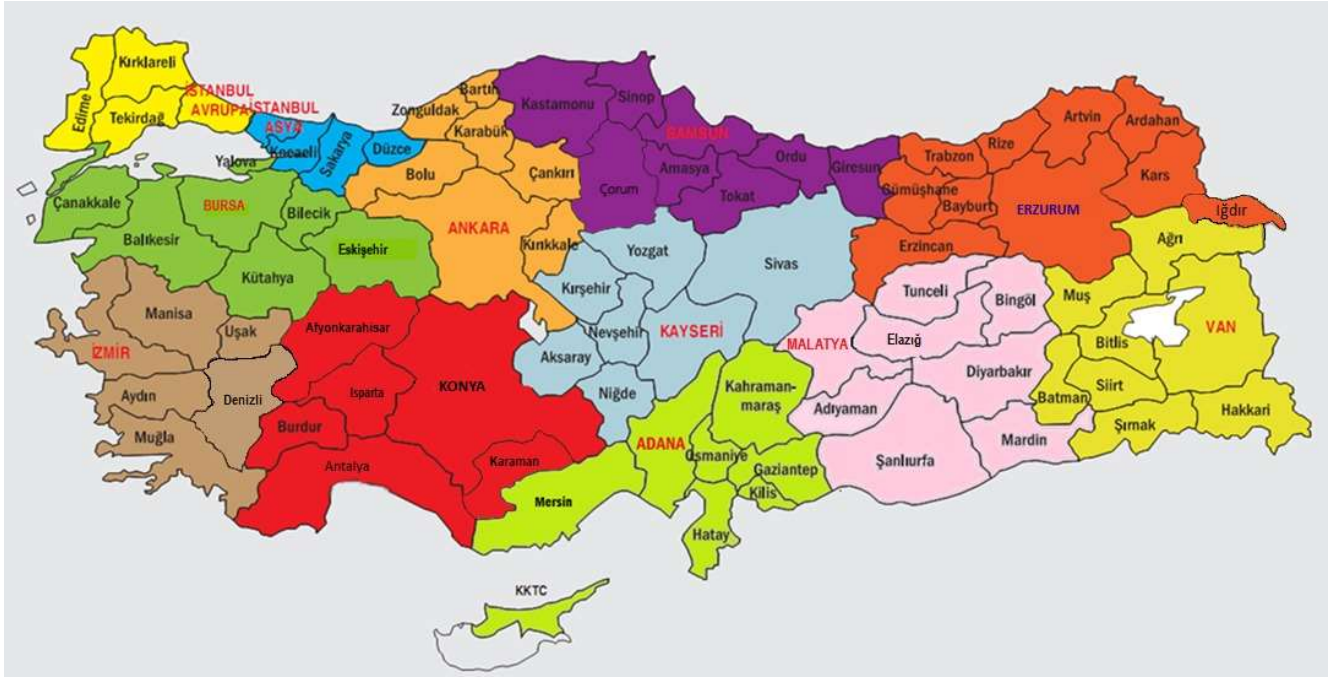 Kırklareli
Edirne
Tekirdağ
İSTANBUL
AVRUPA
İSTANBUL
ASYA
Kocaeli
Sakarya
Düzce
Yalova
Zonguldak
Bartın
Karabük
Bolu
Çankırı
ANKARA
Kırıkkale
Kastamonu
Sinop
SAMSUN
Çorum
Amasya
Tokat
Ordu
Giresun
Trabzon
Rize
Artvin
Ardahan
Kars
Gümüşhane
Bayburt
ERZURUM
Erzincan
Iğdır
Çanakkale
BURSA
Bilecik
Balıkesir
Kütahya
Eskişehir
Yozgat
Sivas
Kırşehir
Nevşehir
KAYSERİ
Aksaray
Niğde
Ağrı
Muş
VAN
Bitlis
Siirt
Batman
Şırnak
Hakkari
Tunceli
Bingöl
MALATYA
Elazığ
Diyarbakır
Adıyaman
Mardin
Şanlıurfa
Manisa
Uşak
İZMİR
Aydın
Denizli
Muğla
Afyonkarahisar
Isparta
KONYA
Burdur
Antalya
Karaman
Kahraman-
maraş
ADANA
Osmaniye
Gaziantep
Kilis
Mersin
Hatay
KKTC